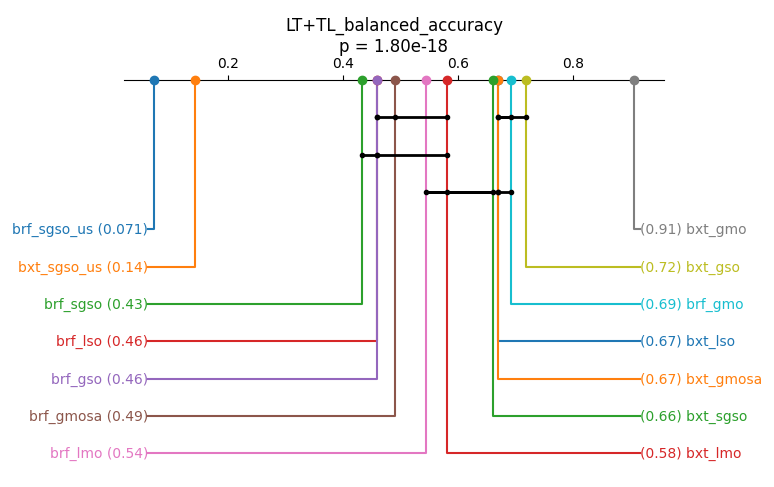 LT+TL_balanced_accuracy
p = 1.80e-18
0.2 0.4 0.6 0.8
brf_sgso_us (0.071) (0.91) bxt_gmo
bxt_sgso_us (0.14) (0.72) bxt_gso
brf_sgso (0.43) (0.69) brf_gmo
brf_lso (0.46) (0.67) bxt_lso
brf_gso (0.46) (0.67) bxt_gmosa
brf_gmosa (0.49) (0.66) bxt_sgso
brf_lmo (0.54) (0.58) bxt_lmo